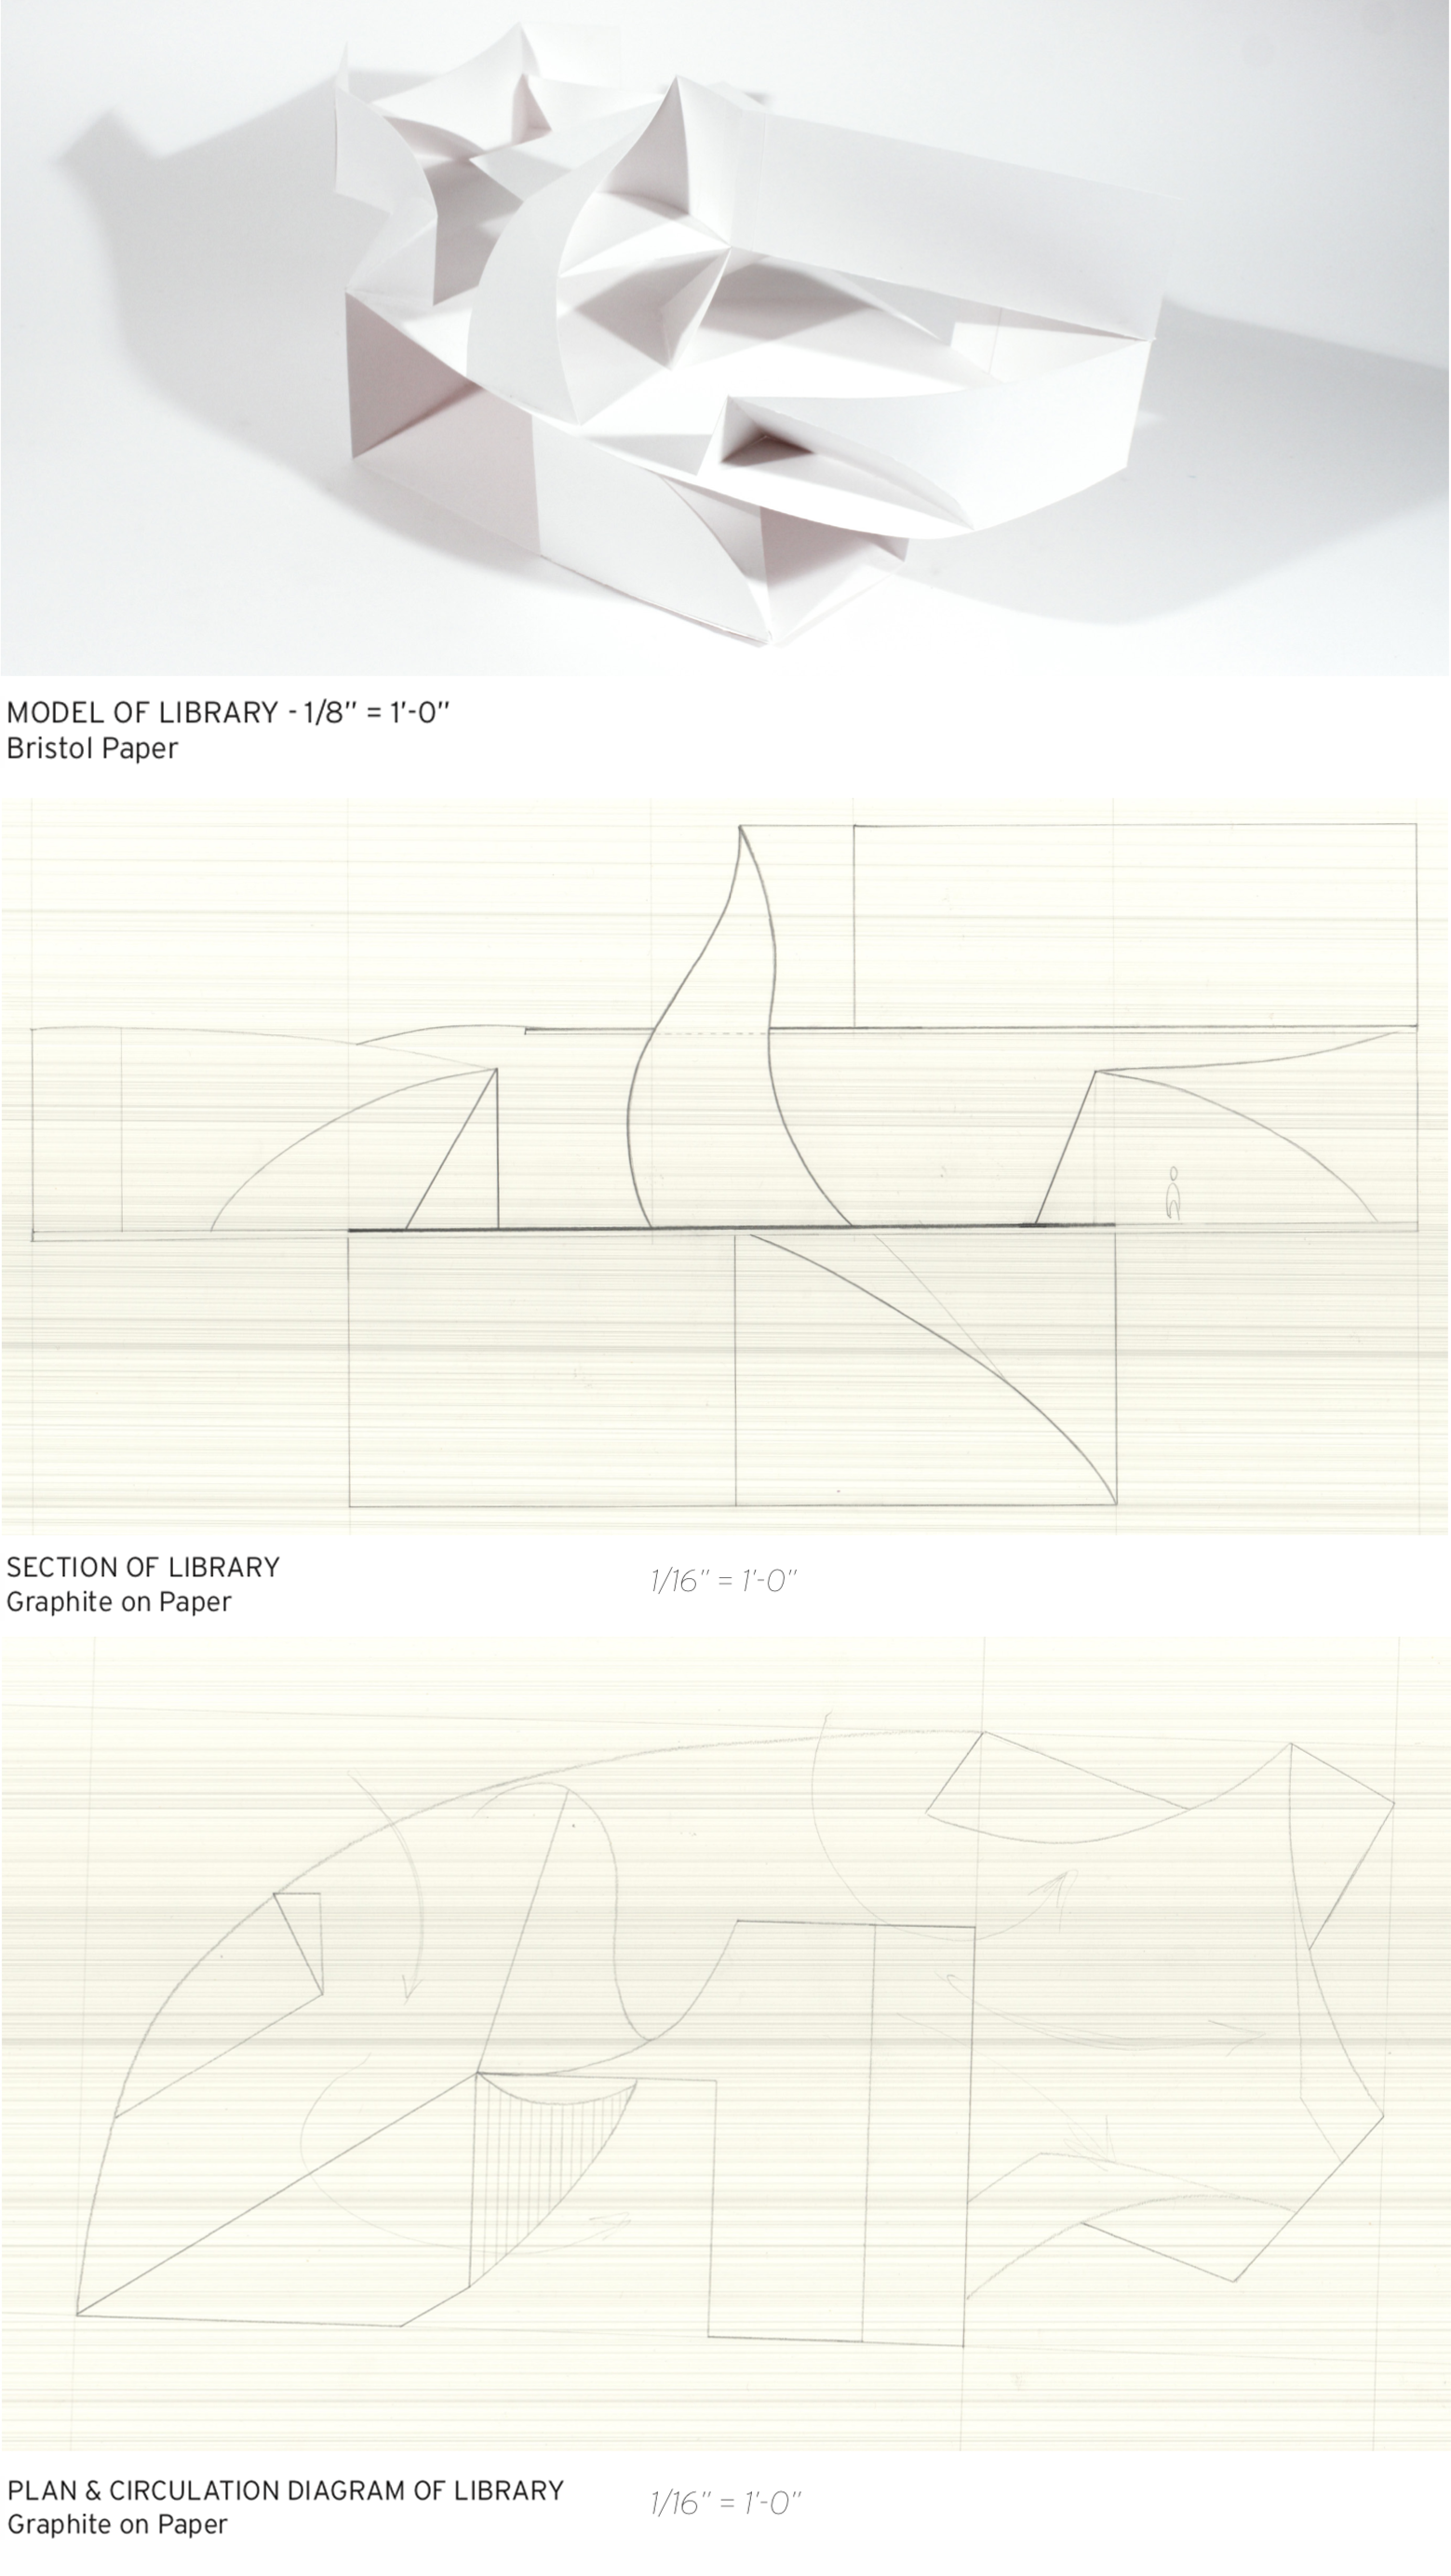 MODEL OF LIBRARY - 1/8" = 1'-0"
Bristol Paper
SECTION OF LIBRARY
Graphite on Paper
1/16" = 1'-0"
PLAN & CIRCULATION DIAGRAM OF LIBRARY
Graphite on Paper
1/16" = 1'-0"